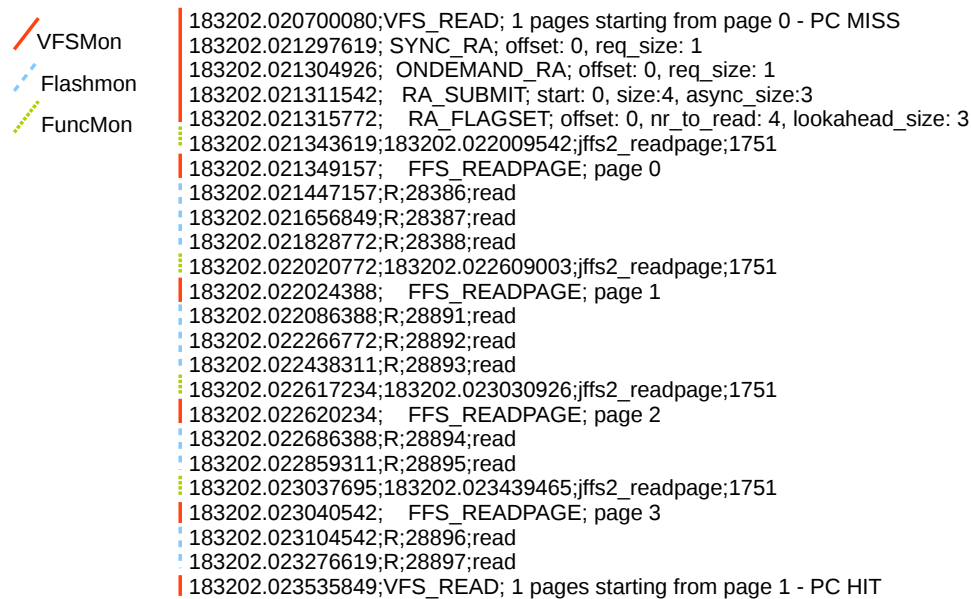 VFSMon
Flashmon
FuncMon
183202.020700080;VFS_READ; 1 pages starting from page 0 - PC MISS
183202.021297619; SYNC_RA; offset: 0, req_size: 1
183202.021304926; ONDEMAND_RA; offset: 0, req_size: 1
183202.021311542; RA_SUBMIT; start: 0, size:4, async_size:3
183202.021315772; RA_FLAGSET; offset: 0, nr_to_read: 4, lookahead_size: 3
183202.021343619;183202.022009542;jffs2_readpage;1751
183202.021349157; FFS_READPAGE; page 0
183202.021447157;R;28386;read
183202.021656849;R;28387;read
183202.021828772;R;28388;read
183202.022020772;183202.022609003;jffs2_readpage;1751
183202.022024388; FFS_READPAGE; page 1
183202.022086388;R;28891;read
183202.022266772;R;28892;read
183202.022438311;R;28893;read
183202.022617234;183202.023030926;jffs2_readpage;1751
183202.022620234; FFS_READPAGE; page 2
183202.022686388;R;28894;read
183202.022859311;R;28895;read
183202.023037695;183202.023439465;jffs2_readpage;1751
183202.023040542; FFS_READPAGE; page 3
183202.023104542;R;28896;read
183202.023276619;R;28897;read
183202.023535849;VFS_READ; 1 pages starting from page 1 - PC HIT